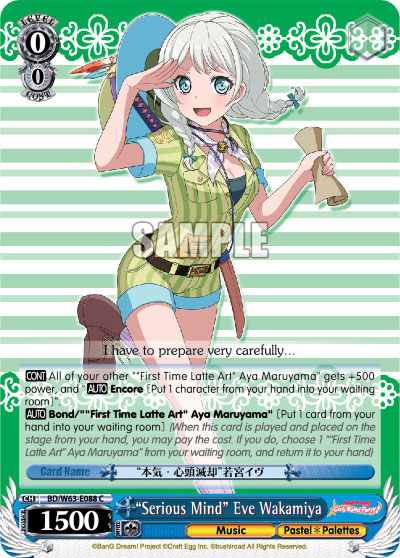 LEVEL
0
0
COST
SAMPLE
I have to prepare very carefully…
CONT All of your other ""First Time Latte Art" Aya Maruyama" gets +500
power, and "AUTO Encore [Put 1 character from your hand into your waiting
room]"
AUTO Bond/""First Time Latte Art" Aya Maruyama" [Put 1 card from your
hand into your waiting room] (When this card is played and placed on
the stage from your hand, you may pay the cost. If you do, choose 1 ""First
Time Latte Art" Aya Maruyama" in your waiting room, and return it to your hand)
Card Name
“本気・心頭滅却”若宮イヴ
CH BD/W63-E088 C
“Serious Mind” Eve Wakamiya
1500
Music
Pastel＊Palettes
©BanG Dream! Project ©Craft Egg Inc. ©bushiroad All Rights Reserved.